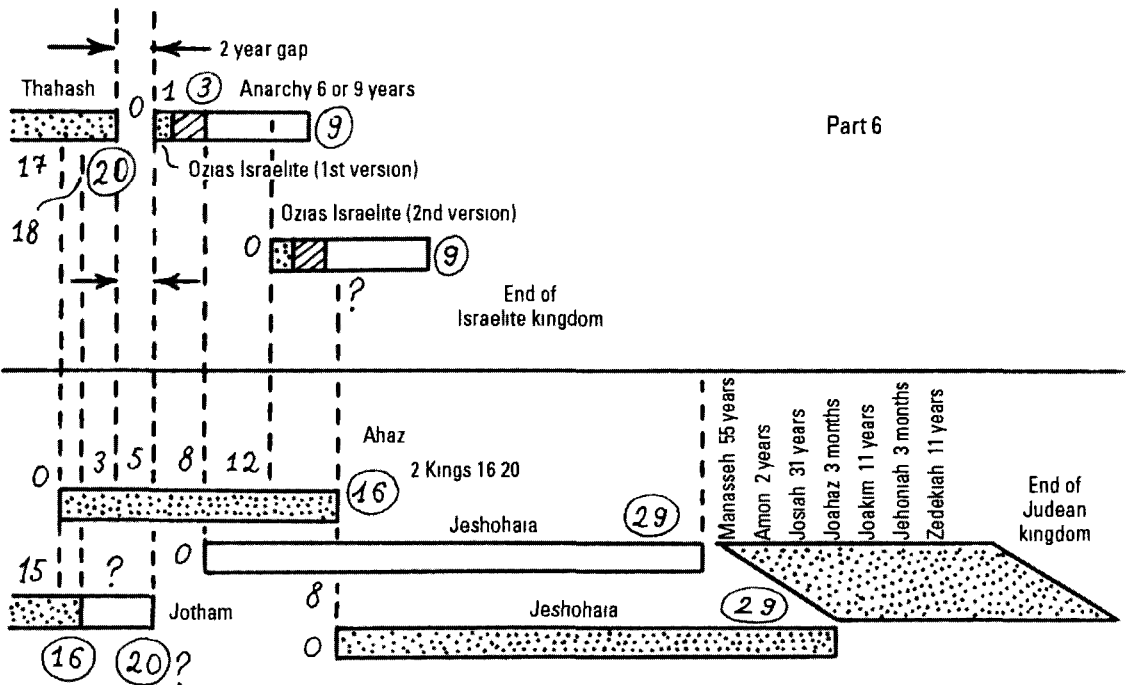 2 year gap
Thahash
0
1
3
Anarchy 6 or 9 years
9
Part 6
17
20
Ozias Israelite (1st version)
18
Ozias Israelite (2nd version)
0
9
?
End of
Israelite kingdom
Manasseh 55 years
Amon 2 years
Josiah 31 years
Joahaz 3 months
Joakim 11 years
Jehoniah 3 months
Zedekiah 11 years
Ahaz
0
3
5
8
12
2 Kings 16 20
16
End of
Judean
kingdom
Jeshohaia
29
15
?
0
8
Jotham
Jeshohaia
29
0
16
20
?